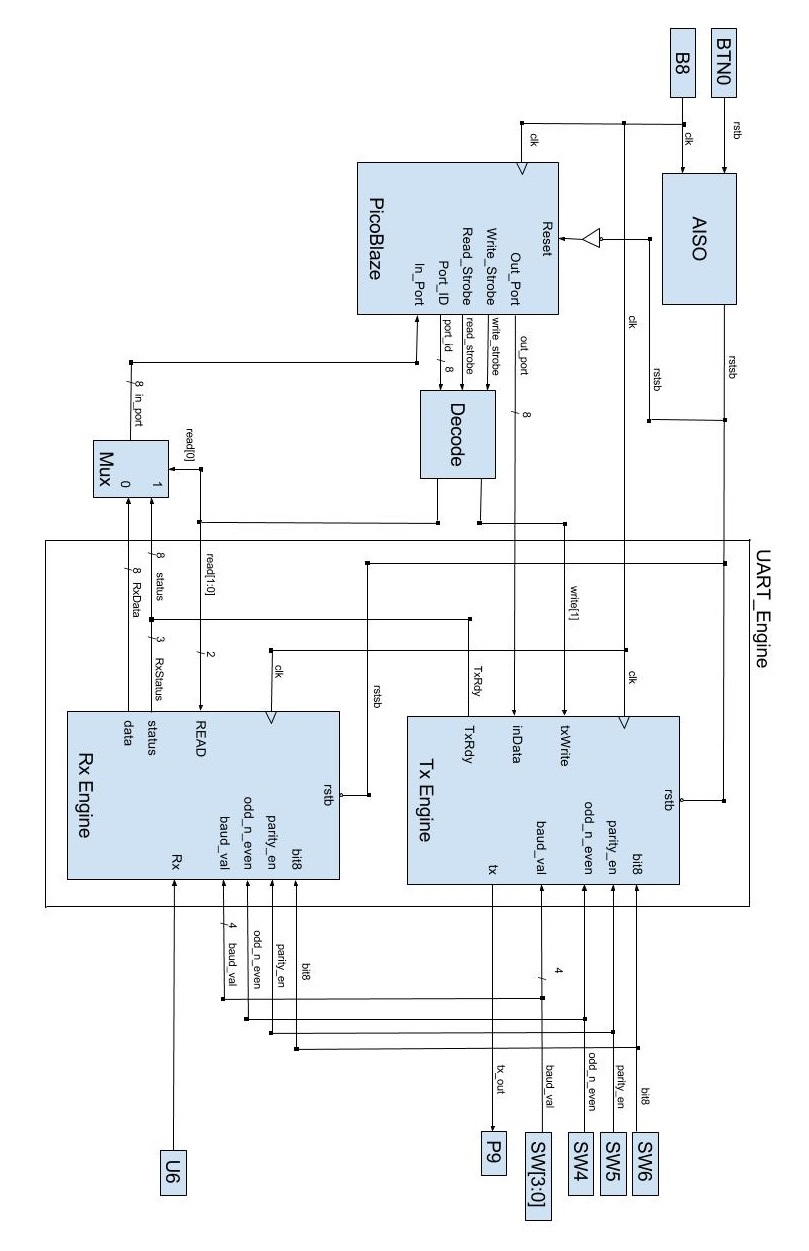 BTN0
B8
rstb
clk
AISO
rstsb
rstsb
clk
clk
PicoBlaze
Reset
Out_Port
Write_Strobe
Read_Strobe
Port_ID
In_Port
out_port
8
write_strobe
read_strobe
port_id
8
Decode
8
in_port
Mux
1
0
read[0]
UART_Engine
write[1]
read[1:0]
2
8
status
8
RxData
3
RxStatus
clk
TxRdy
rstsb
clk
Tx Engine
rstb
txWrite
inData
TxRdy
bit8
parity_en
odd_n_even
baud_val
tx
Rx Engine
rstb
READ
status
data
bit8
parity_en
odd_n_even
baud_val
Rx
bit8
parity_en
odd_n_even
4
baud_val
4
bit8
parity_en
odd_n_even
baud_val
tx_out
SW6
SW5
SW4
SW[3:0]
P9
U6